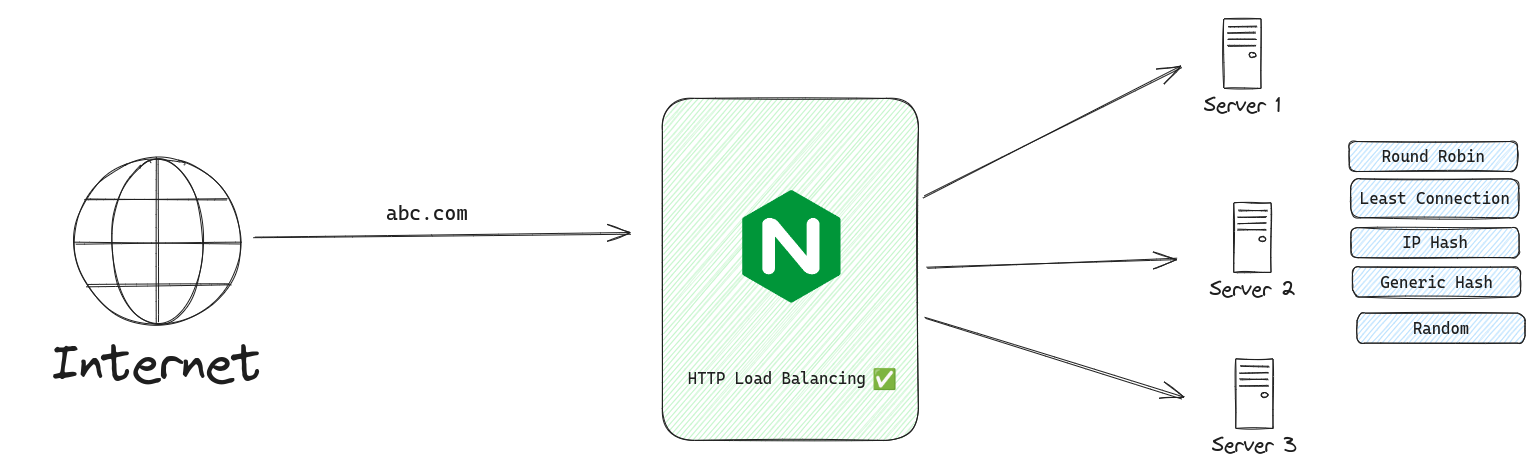 Internet
abc.com
N
HTTP Load Balancing ✅
Server 1
Server 2
Server 3
Round Robin
Least Connection
IP Hash
Generic Hash
Random